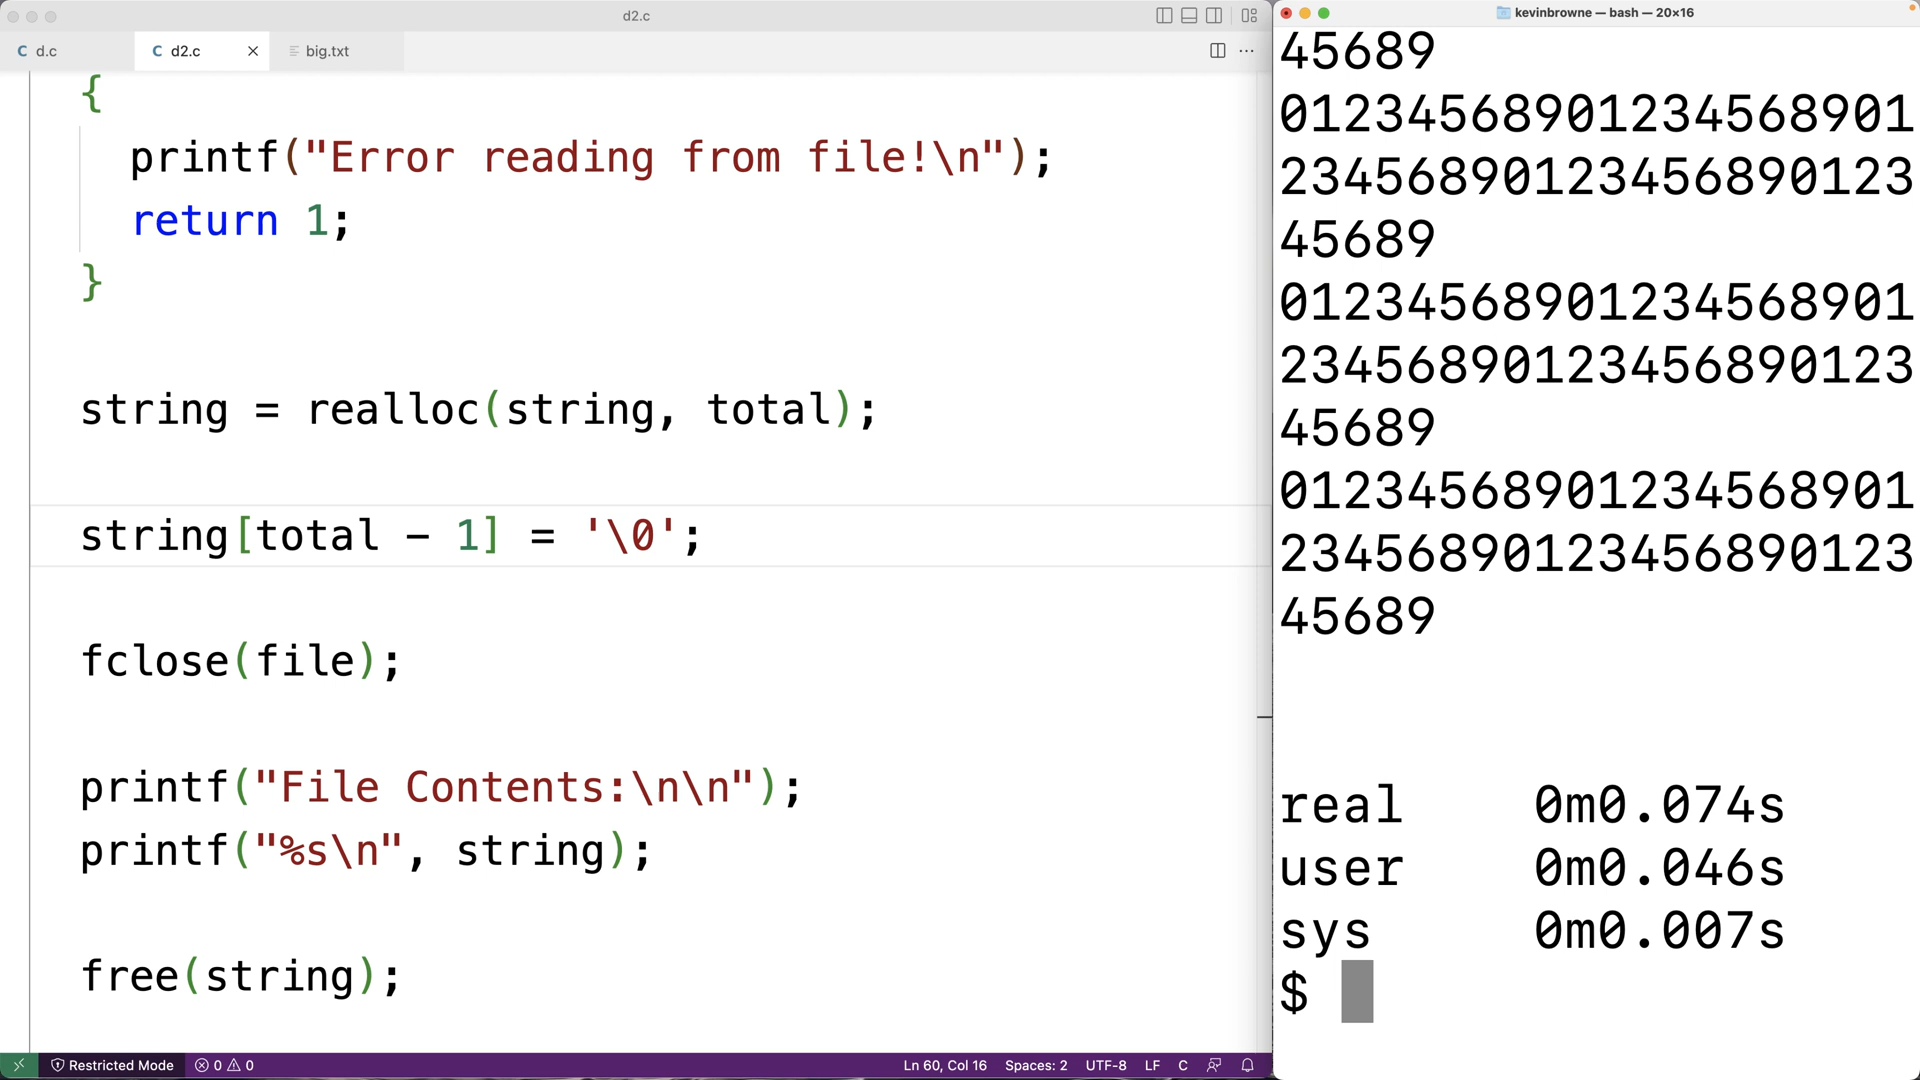 d2.c
C d.c
C d2.c
big.txt
{
printf("Error reading from file!\n");
return 1;
}
string = realloc(string, total);
string[total - 1] = '\0';
fclose(file);
printf("File Contents:\n\n");
printf("%s\n", string);
free(string);
Restricted Mode
0
0
Ln 60, Col 16
Spaces: 2
UTF-8
LF
C
kevinbrowne — bash — 20×16
45689
01234568901234568901
23456890123456890123
45689
01234568901234568901
23456890123456890123
45689
01234568901234568901
23456890123456890123
45689
real 0m0.074s
user 0m0.046s
sys 0m0.007s
$